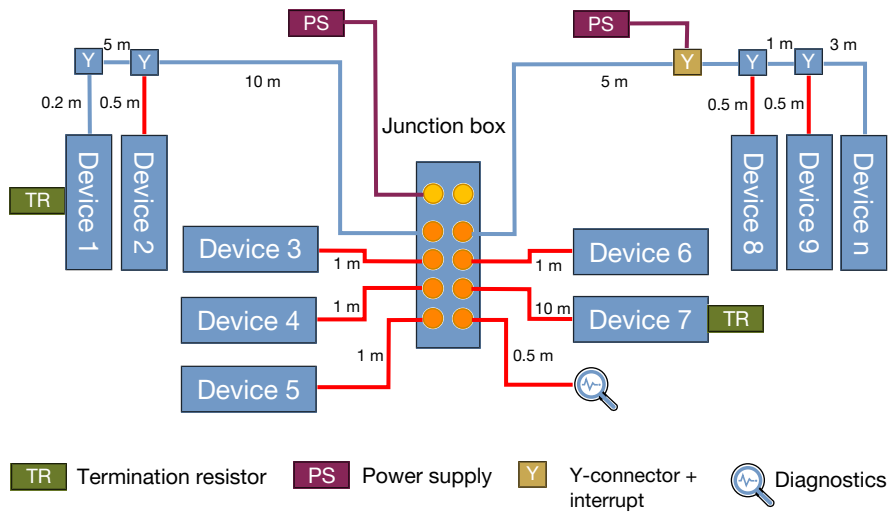 PS
PS
5 m
1 m
3 m
Y
Y
Y
Y
Y
10 m
5 m
0.2 m
0.5 m
0.5 m
0.5 m
Junction box
Device 1
Device 2
Device 8
Device 9
Device n
TR
Device 3
Device 6
1 m
1 m
Device 4
1 m
10 m
Device 7
TR
Device 5
1 m
0.5 m
TR
Termination resistor
PS
Power supply
Y
Y-connector +
interrupt
Diagnostics